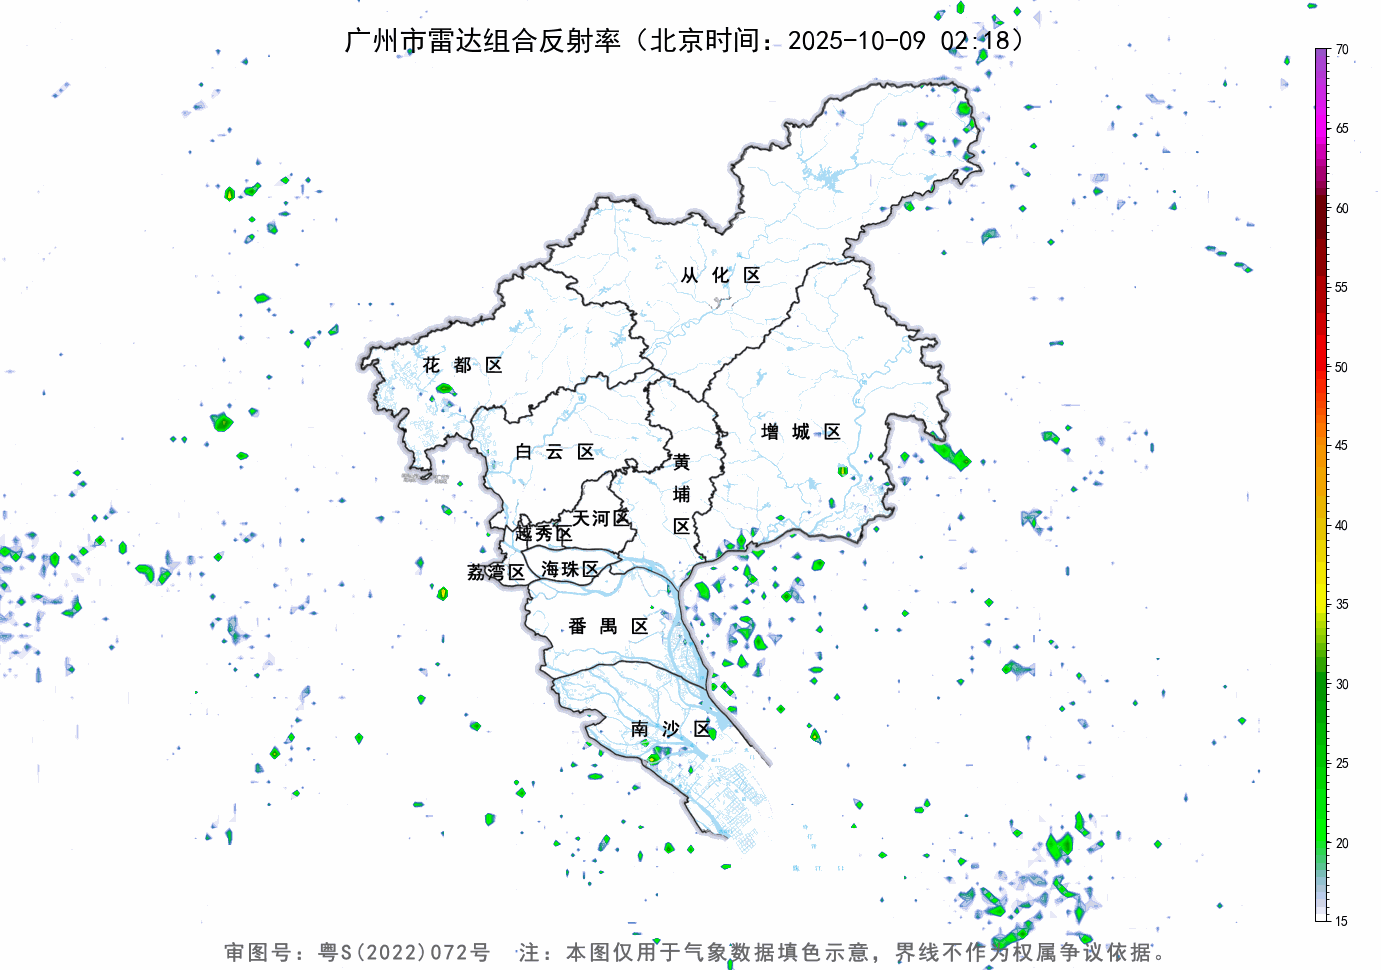 广州市雷达组合反射率（北京时间：2025-10-09 02:18）
70
65
60
55
50
45
40
35
30
25
20
15
从化区
花都区
增城区
白云区
黄埔区
天河区
越秀区
海珠区
荔湾区
番禺区
南沙区
审图号：粤S(2022)072号 注：本图仅用于气象数据填色示意，界线不作为权属争议依据。